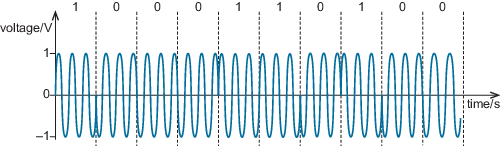 1 0 0 0 1 1 0 1 0 0
voltage/V
1
0
time/s
–1